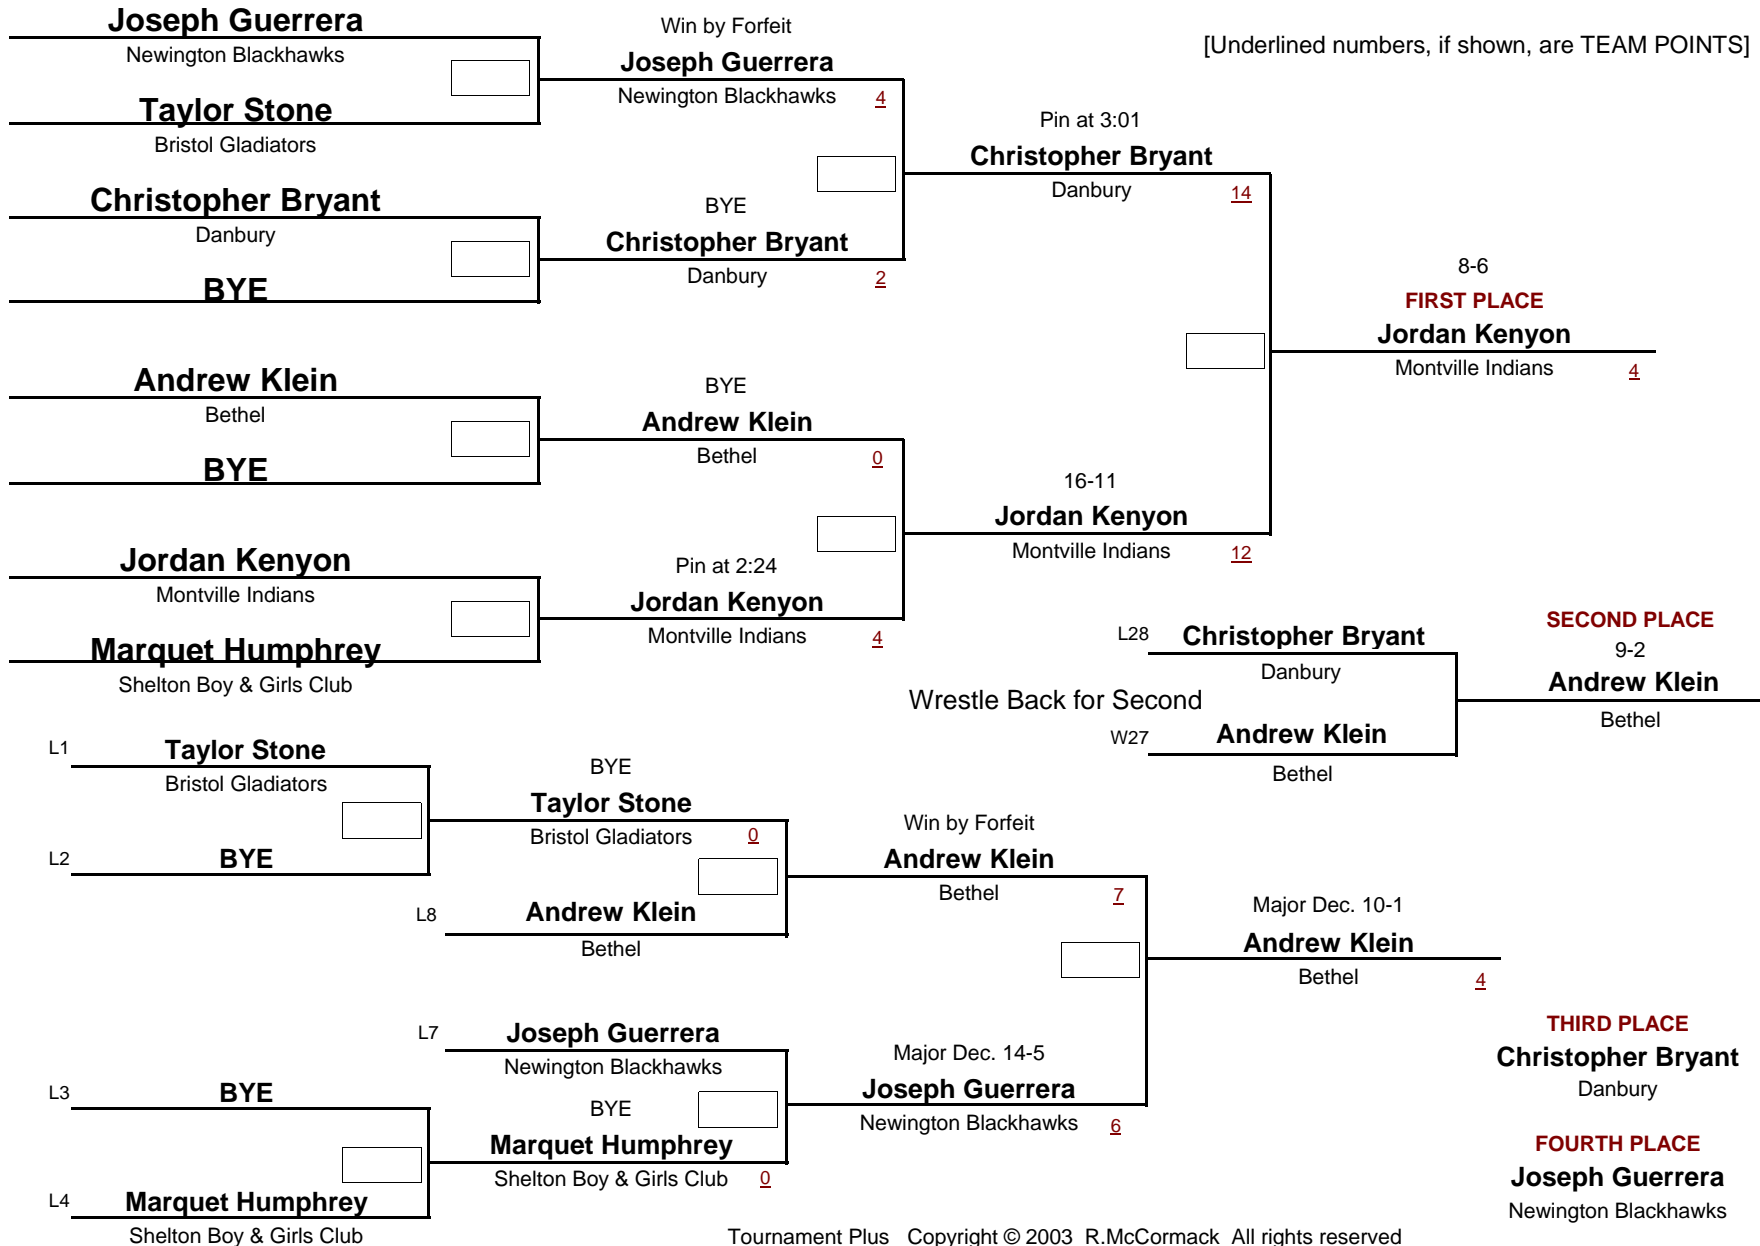 Joseph Guerrera
Newington Blackhawks
Taylor Stone
Bristol Gladiators
Christopher Bryant
Danbury
BYE
Andrew Klein
Bethel
BYE
Jordan Kenyon
Montville Indians
Marquet Humphrey
Shelton Boy & Girls Club
Win by Forfeit
Joseph Guerrera
Newington Blackhawks 4
BYE
Christopher Bryant
Danbury 2
BYE
Andrew Klein
Bethel 0
Pin at 2:24
Jordan Kenyon
Montville Indians 4
[Underlined numbers, if shown, are TEAM POINTS]
Pin at 3:01
Christopher Bryant
Danbury 14
16-11
Jordan Kenyon
Montville Indians 12
8-6
FIRST PLACE
Jordan Kenyon
Montville Indians 4
L28 Christopher Bryant
Danbury
Wrestle Back for Second
W27 Andrew Klein
Bethel
SECOND PLACE
9-2
Andrew Klein
Bethel
L1 Taylor Stone
Bristol Gladiators
L2 BYE
BYE
Taylor Stone
Bristol Gladiators 0
L8 Andrew Klein
Bethel
Win by Forfeit
Andrew Klein
Bethel 7
L7 Joseph Guerrera
Newington Blackhawks
L3 BYE
BYE
Marquet Humphrey
Shelton Boy & Girls Club 0
L4 Marquet Humphrey
Shelton Boy & Girls Club
Major Dec. 14-5
Joseph Guerrera
Newington Blackhawks 6
Major Dec. 10-1
Andrew Klein
Bethel 4
THIRD PLACE
Christopher Bryant
Danbury
FOURTH PLACE
Joseph Guerrera
Newington Blackhawks
Tournament Plus Copyright © 2003 R.McCormack All rights reserved